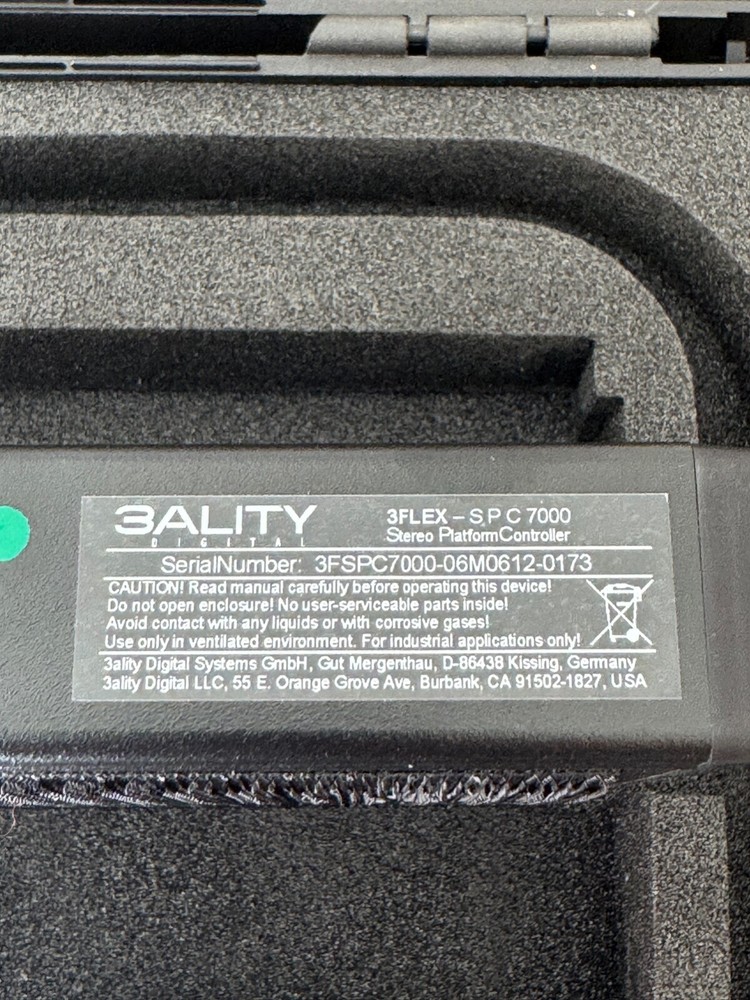 3ALITY
DIGITAL
3FLEX – S P C 7000
Stereo PlatformController
SerialNumber: 3FSPC7000-06M0612-0173
CAUTION! Read manual carefully before operating this device!
Do not open enclosure! No user-serviceable parts inside!
Avoid contact with any liquids or with corrosive gases!
Use only in ventilated environment. For industrial applications only!
3ality Digital Systems GmbH, Gut Mergenthau, D-86438 Kissing, Germany
3ality Digital LLC, 55 E. Orange Grove Ave, Burbank, CA 91502-1827, USA